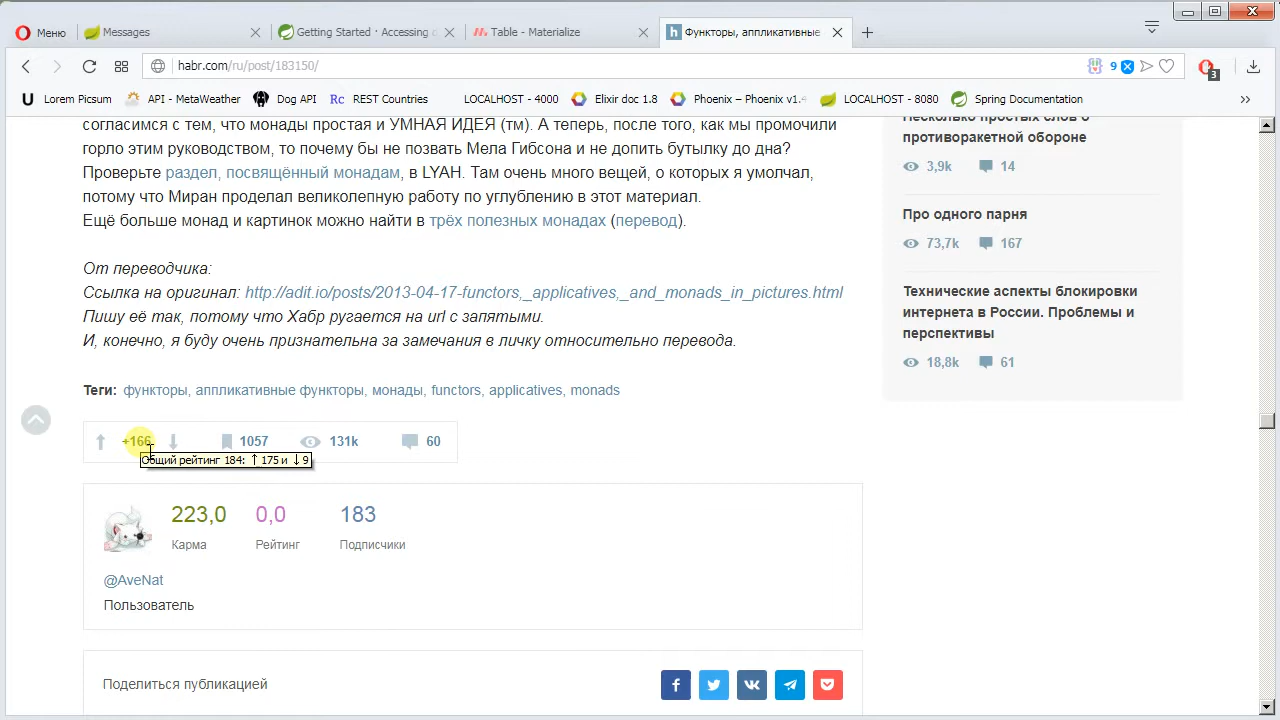 Меню
Messages
Getting Started · Accessing
Table - Materialize
Функторы, аппликативные
habr.com/ru/post/183150/
9
3
Lorem Picsum
API - MetaWeather
Dog API
Rc REST Countries
LOCALHOST - 4000
Elixir doc 1.8
Phoenix – Phoenix v1.4
LOCALHOST - 8080
Spring Documentation
согласимся с тем, что монады простая и УМНАЯ ИДЕЯ (тм). А теперь, после того, как мы промочили
горло этим руководством, то почему бы не позвать Мела Гибсона и не допить бутылку до дна?
Проверьте раздел, посвящённый монадам, в LYAH. Там очень много вещей, о которых я умолчал,
потому что Миран проделал великолепную работу по углублению в этот материал.
Ещё больше монад и картинок можно найти в трёх полезных монадах (перевод).
От переводчика:
Ссылка на оригинал: http://adit.io/posts/2013-04-17-functors,_applicatives,_and_monads_in_pictures.html
Пишу её так, потому что Хабр ругается на url с запятыми.
И, конечно, я буду очень признательна за замечания в личку относительно перевода.
Теги: функторы, аппликативные функторы, монады, functors, applicatives, monads
+166 1057 131k 60
Общий рейтинг 184: ↑ 175 и ↓ 9
223,0 0,0 183
Карма Рейтинг Подписчики
@AveNat
Пользователь
Поделиться публикацией
Несколько простых слов о
противоракетной обороне
3,9k 14
Про одного парня
73,7k 167
Технические аспекты блокировки
интернета в России. Проблемы и
перспективы
18,8k 61